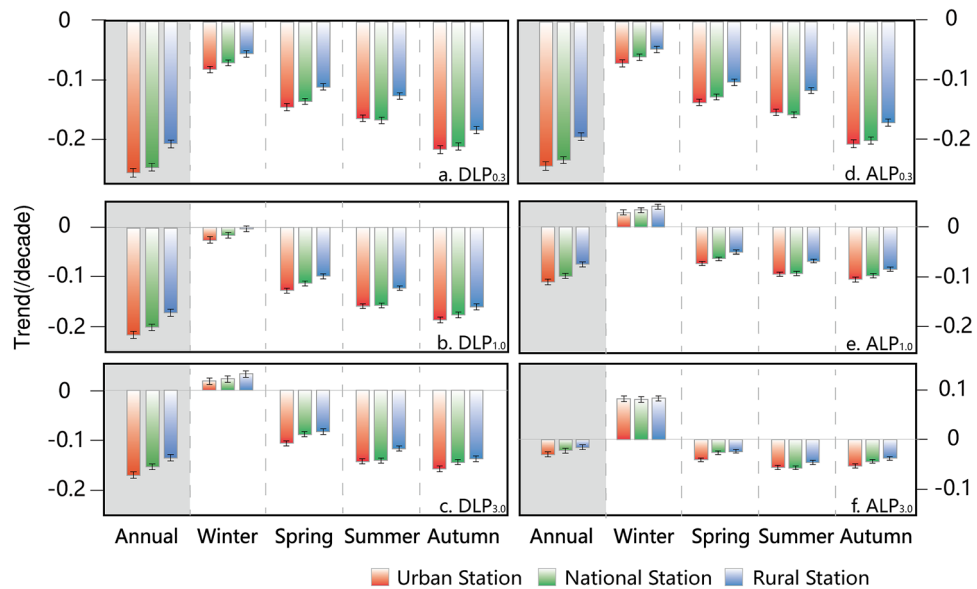 0
-0.1
-0.2
a. DLP0.3
0
-0.1
-0.2
d. ALP0.3
Trend(/decade)
0
-0.1
-0.2
b. DLP1.0
0
-0.1
-0.2
e. ALP1.0
0
-0.1
-0.2
c. DLP3.0
0.1
0
-0.1
f. ALP3.0
Annual Winter Spring Summer Autumn
Annual Winter Spring Summer Autumn
Urban Station National Station Rural Station